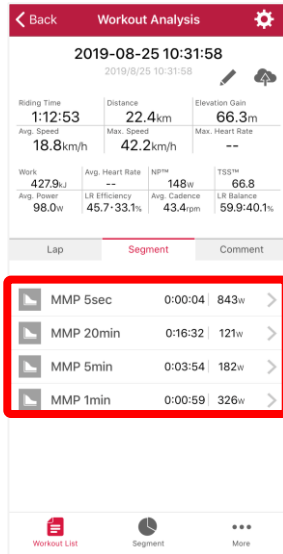 Back Workout Analysis
2019-08-25 10:31:58
2019/8/25 10:31:58
Riding Time Distance Elevation Gain
1:12:53 22.4km 66.3m
Avg. Speed Max. Speed Max. Heart Rate
18.8km/h 42.2km/h --
Work Avg. Heart Rate NP™ TSS™
427.9kJ -- 148w 66.8
Avg. Power LR Efficiency Avg. Cadence LR Balance
98.0w 45.7-33.1% 43.4rpm 59.9:40.1%
Lap Segment Comment
MMP 5sec 0:00:04 843w
MMP 20min 0:16:32 121w
MMP 5min 0:03:54 182w
MMP 1min 0:00:59 326w
Workout List Segment More